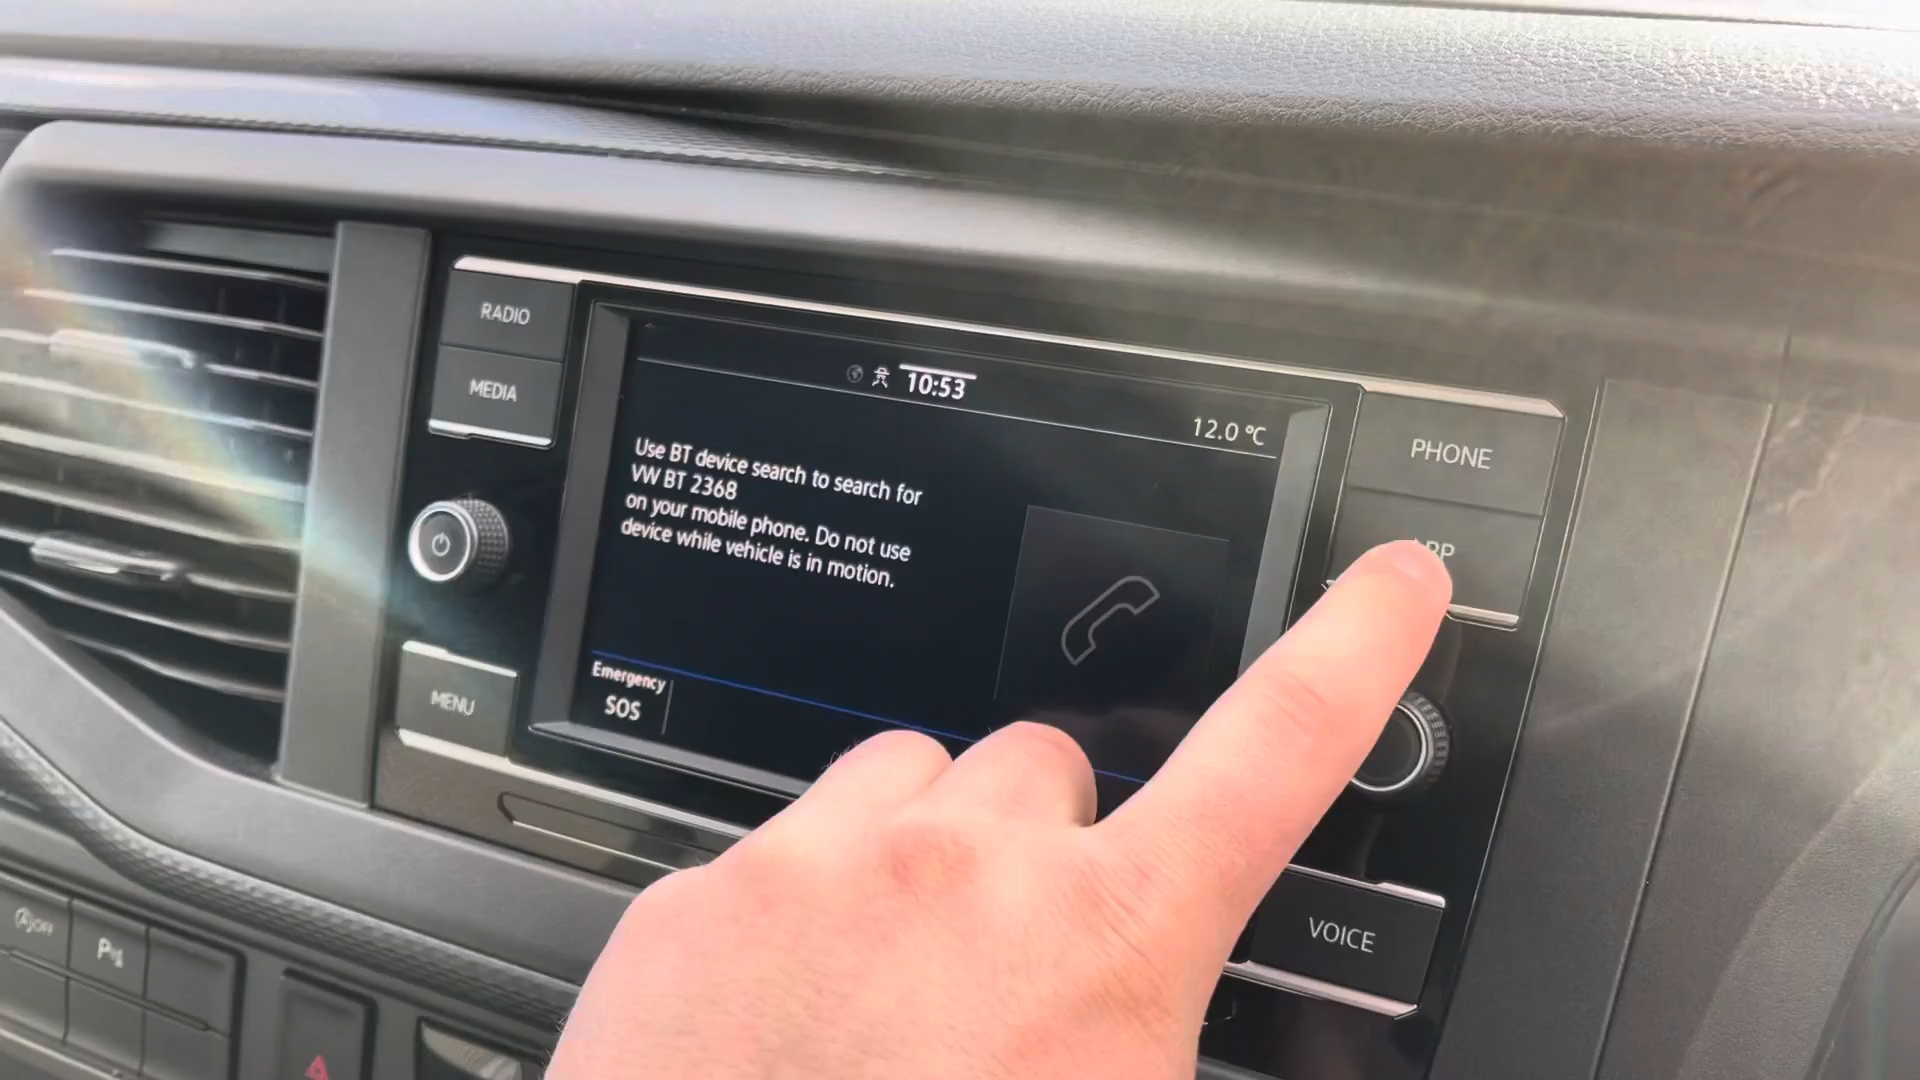 RADIO
MEDIA
MENU
10:53
12.0 °C
Use BT device search to search for
VW BT 2368
on your mobile phone. Do not use
device while vehicle is in motion.
Emergency
SOS
PHONE
VOICE
OFF
P